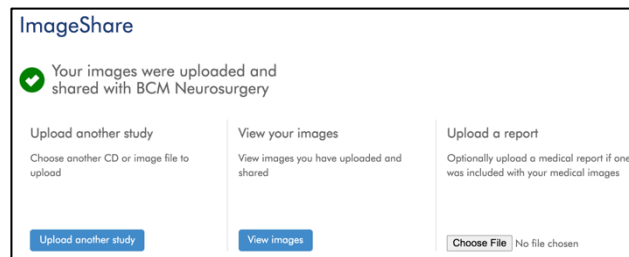 ImageShare
Your images were uploaded and
shared with BCM Neurosurgery
Upload another study
Choose another CD or image file to
upload
Upload another study
View your images
View images you have uploaded and
shared
View images
Upload a report
Optionally upload a medical report if one
was included with your medical images
Choose File No file chosen